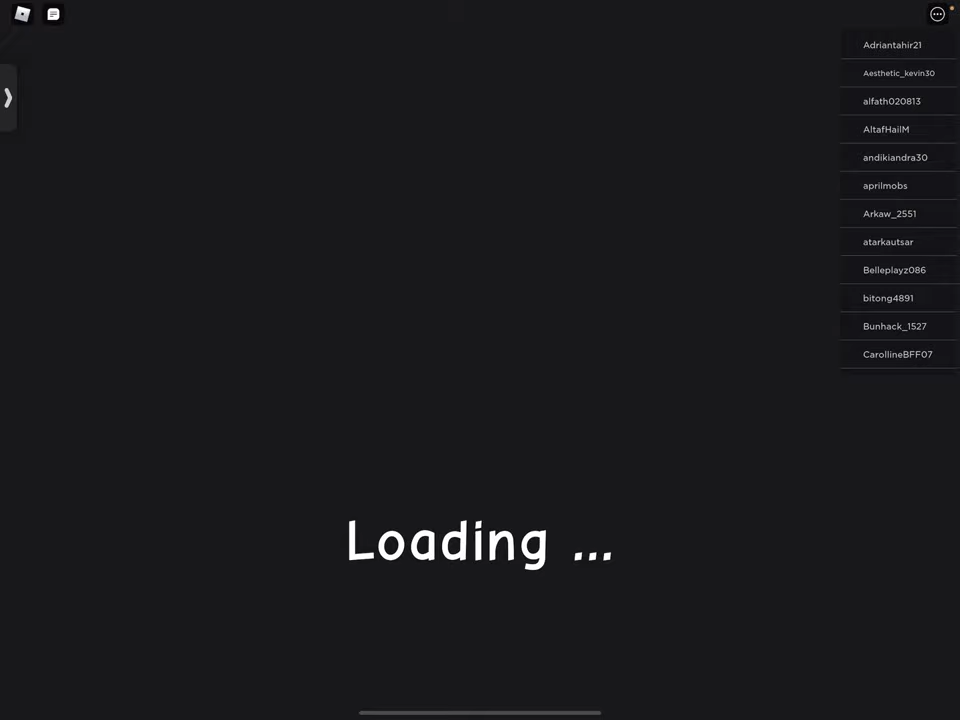 Adriantahir21
Aesthetic_kevin30
alfath020813
AltafHailM
andikiandra30
aprilmobs
Arkaw_2551
atarkautsar
Belleplayz086
bitong4891
Bunhack_1527
CarollineBFF07
Loading ...